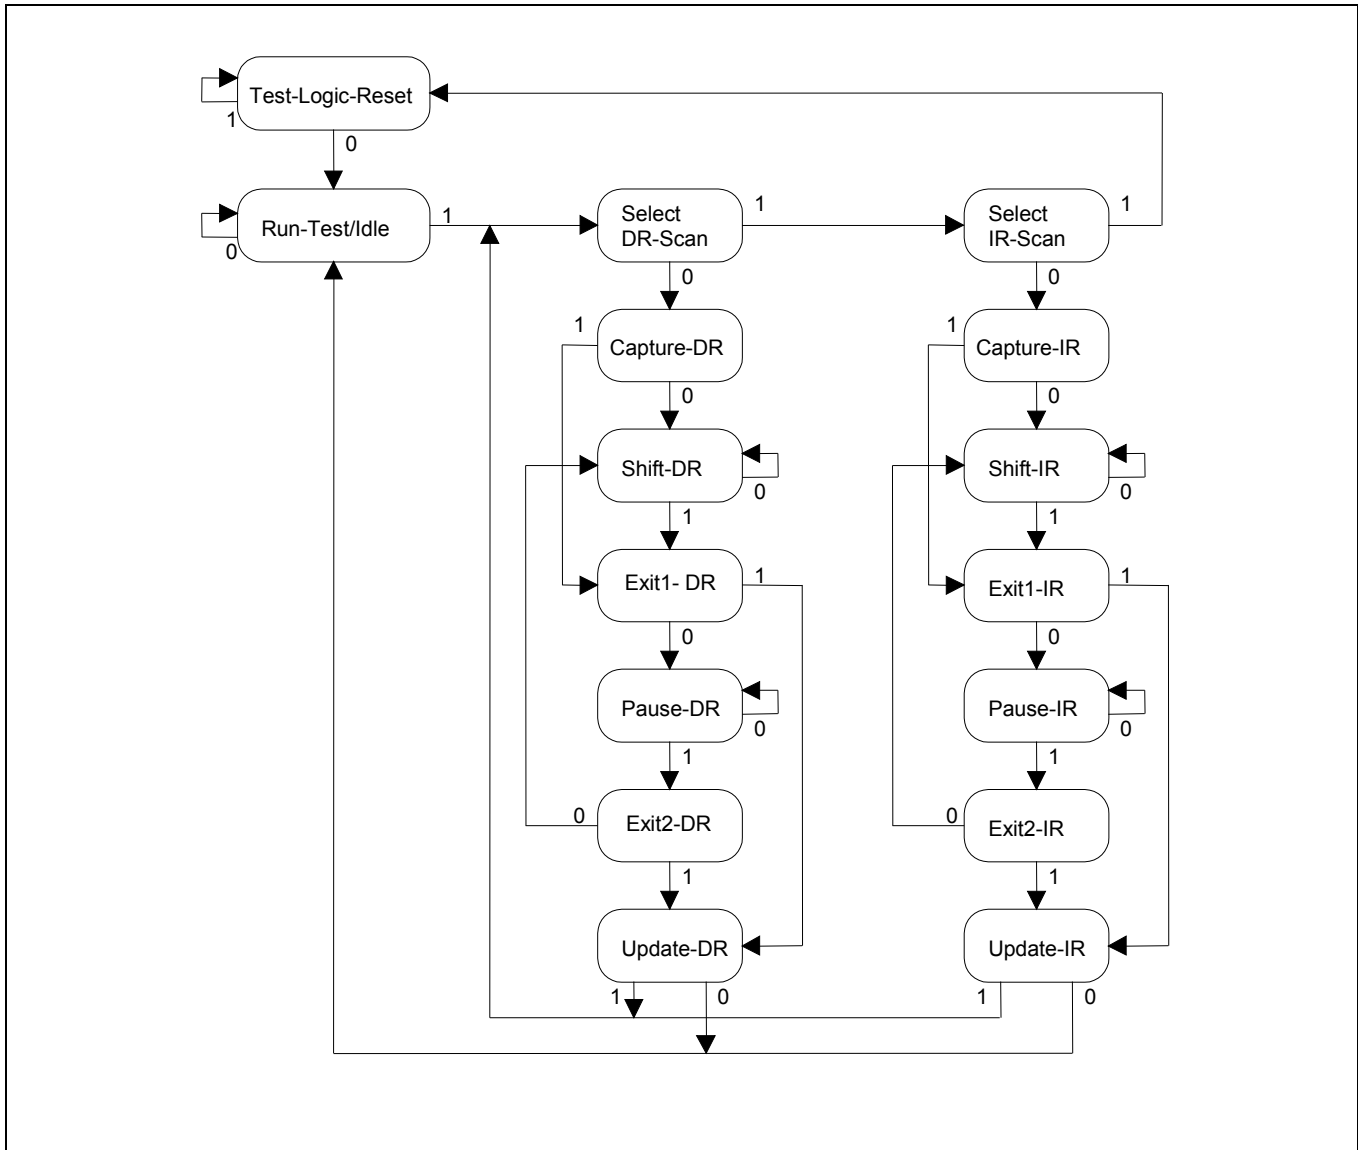 Test-Logic-Reset
1
0
Run-Test/Idle
0
1
Select
DR-Scan
1
Select
IR-Scan
1
0
0
1
Capture-DR
1
Capture-IR
0
0
Shift-DR
0
Shift-IR
0
1
1
Exit1- DR
1
Exit1-IR
1
0
0
Pause-DR
0
Pause-IR
0
1
1
0
Exit2-DR
0
Exit2-IR
1
1
Update-DR
Update-IR
1
0
1
0